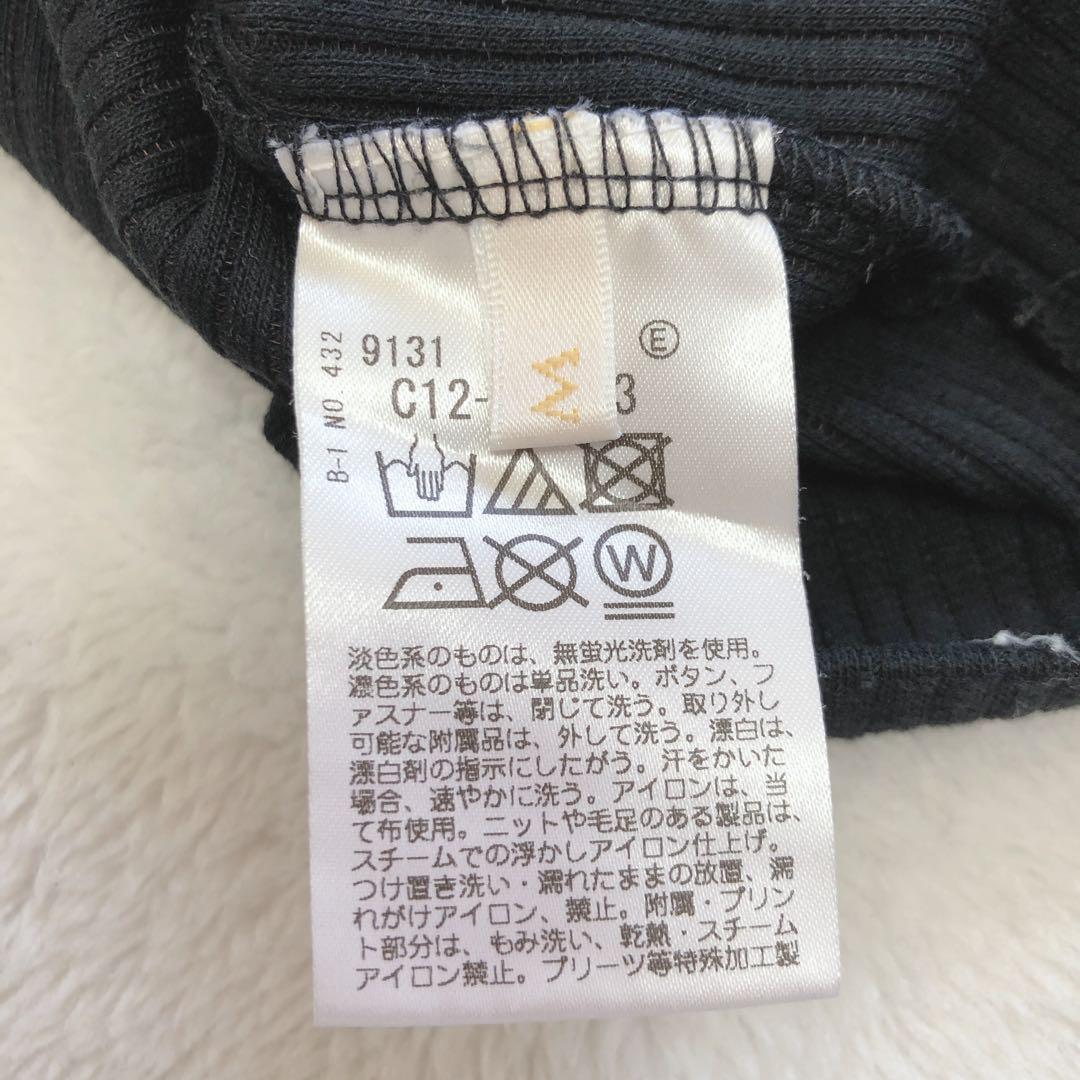 B-1 NO 432
9131
E
C12-
3
M
W
淡色系のものは、無蛍光洗剤を使用。
濃色系のものは単品洗い。ボタン、フ
ァスナー等は、閉じて洗う。取り外し
可能な附属品は、外して洗う。漂白は、
漂白剤の指示にしたがう。汗をかいた
場合、速やかに洗う。アイロンは、当
て布使用。ニットや毛足のある製品は、
スチームでの浮かしアイロン仕上げ。
つけ置き洗い・濡れたままの放置、濡
れがけアイロン、禁止。附属・プリン
ト部分は、もみ洗い、乾熱・スチーム
アイロン禁止。プリーツ等特殊加工製